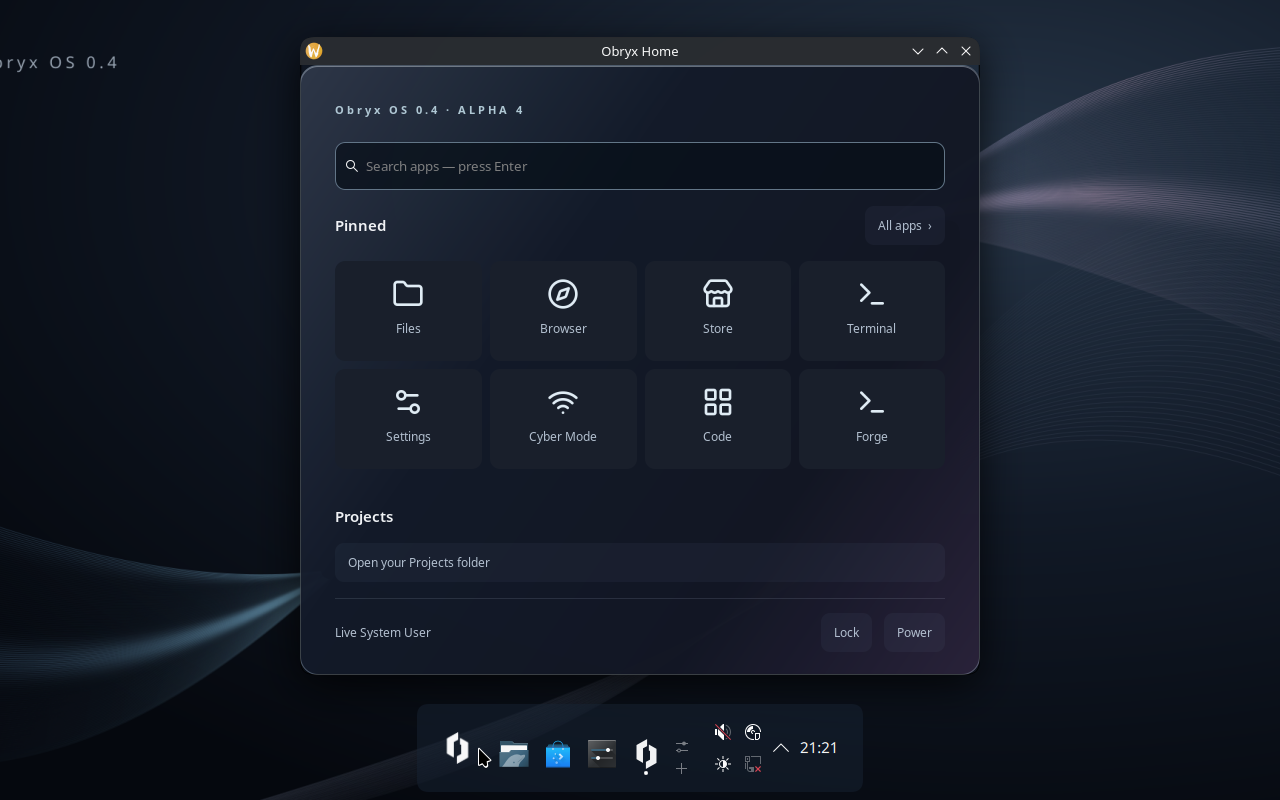 Obryx Home
ryx OS 0.4
Obryx OS 0.4 · ALPHA 4
Search apps — press Enter
Pinned
All apps ›
Files
Browser
Store
Terminal
Settings
Cyber Mode
Code
Forge
Projects
Open your Projects folder
Live System User
Lock
Power
21:21